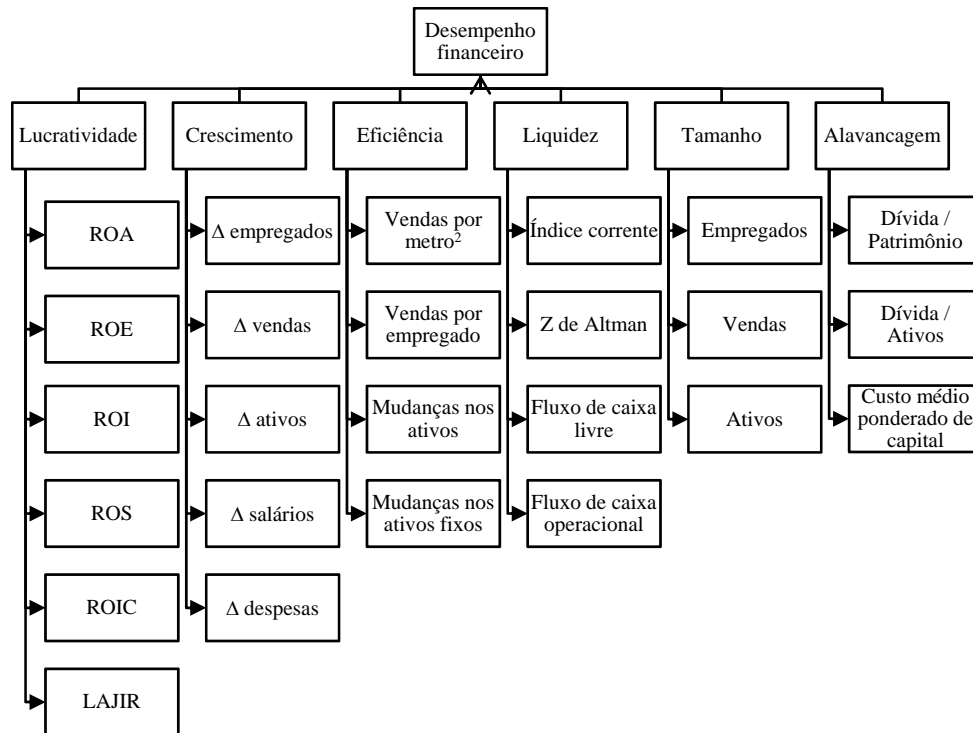 Desempenho
financeiro
Lucratividade
Crescimento
Eficiência
Liquidez
Tamanho
Alavancagem
ROA
Δ empregados
Vendas por
metro²
Índice corrente
Empregados
Dívida /
Patrimônio
ROE
Δ vendas
Vendas por
empregado
Z de Altman
Vendas
Dívida /
Ativos
ROI
Δ ativos
Mudanças nos
ativos
Fluxo de caixa
livre
Ativos
Custo médio
ponderado de
capital
ROS
Δ salários
Mudanças nos
ativos fixos
Fluxo de caixa
operacional
ROIC
Δ despesas
LAJIR